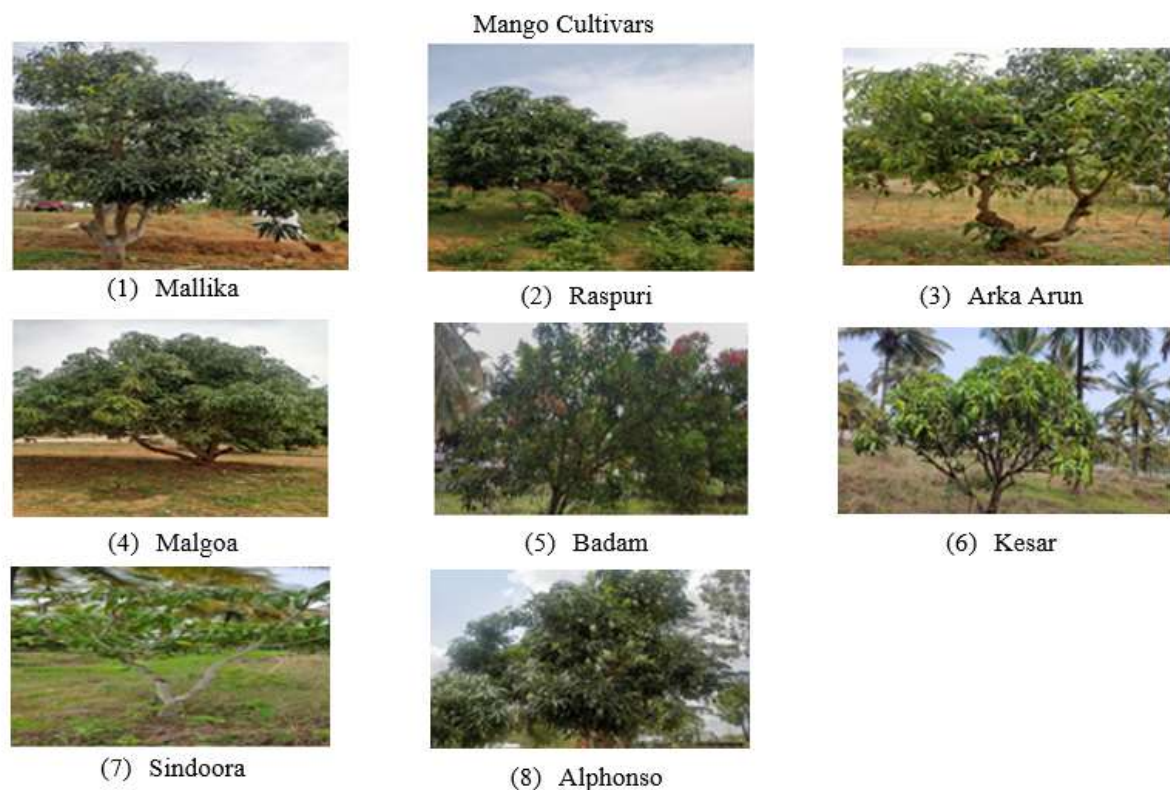 Mango Cultivars
(1) Mallika
(2) Raspuri
(3) Arka Arun
(4) Malgoa
(5) Badam
(6) Kesar
(7) Sindoora
(8) Alphonso